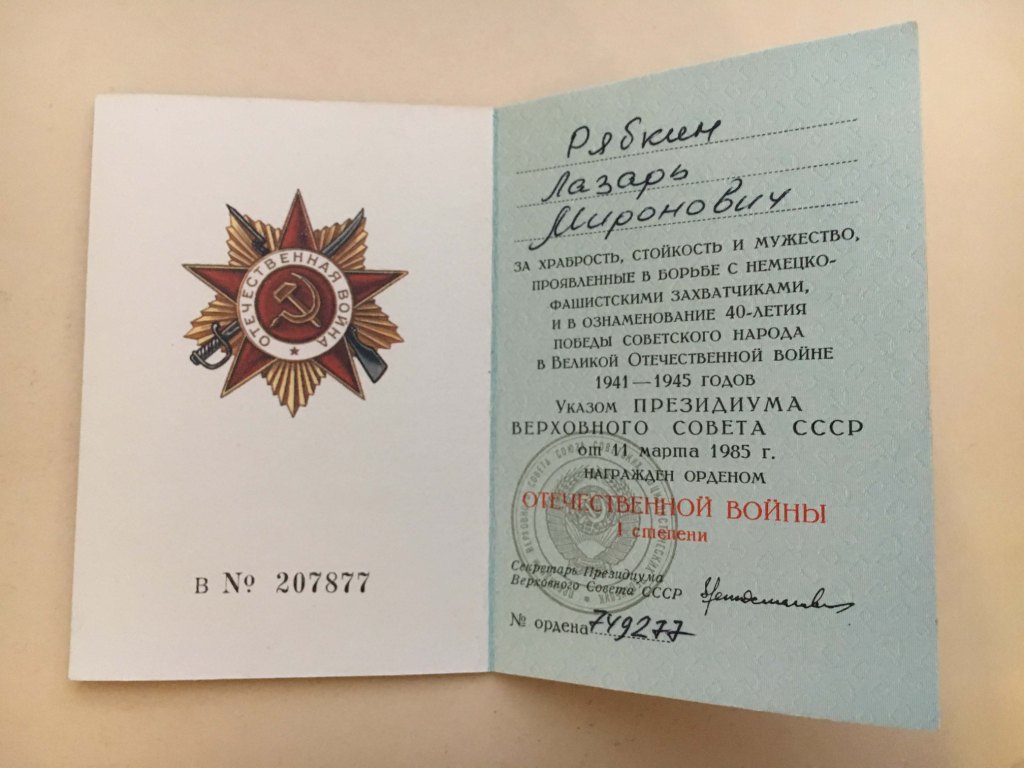 ОТЕЧЕСТВЕННАЯ ВОЙНА
В № 207877
Рябкин
Лазарь
Миронович
ЗА ХРАБРОСТЬ, СТОЙКОСТЬ И МУЖЕСТВО,
ПРОЯВЛЕННЫЕ В БОРЬБЕ С НЕМЕЦКО-
ФАШИСТСКИМИ ЗАХВАТЧИКАМИ,
И В ОЗНАМЕНОВАНИЕ 40-ЛЕТИЯ
ПОБЕДЫ СОВЕТСКОГО НАРОДА
В ВЕЛИКОЙ ОТЕЧЕСТВЕННОЙ ВОЙНЕ
1941—1945 ГОДОВ
УКАЗОМ ПРЕЗИДИУМА
ВЕРХОВНОГО СОВЕТА СССР
от 11 марта 1985 г.
НАГРАЖДЕН ОРДЕНОМ
ОТЕЧЕСТВЕННОЙ ВОЙНЫ
I степени
Секретарь Президиума
Верховного Совета СССР
№ ордена 749277